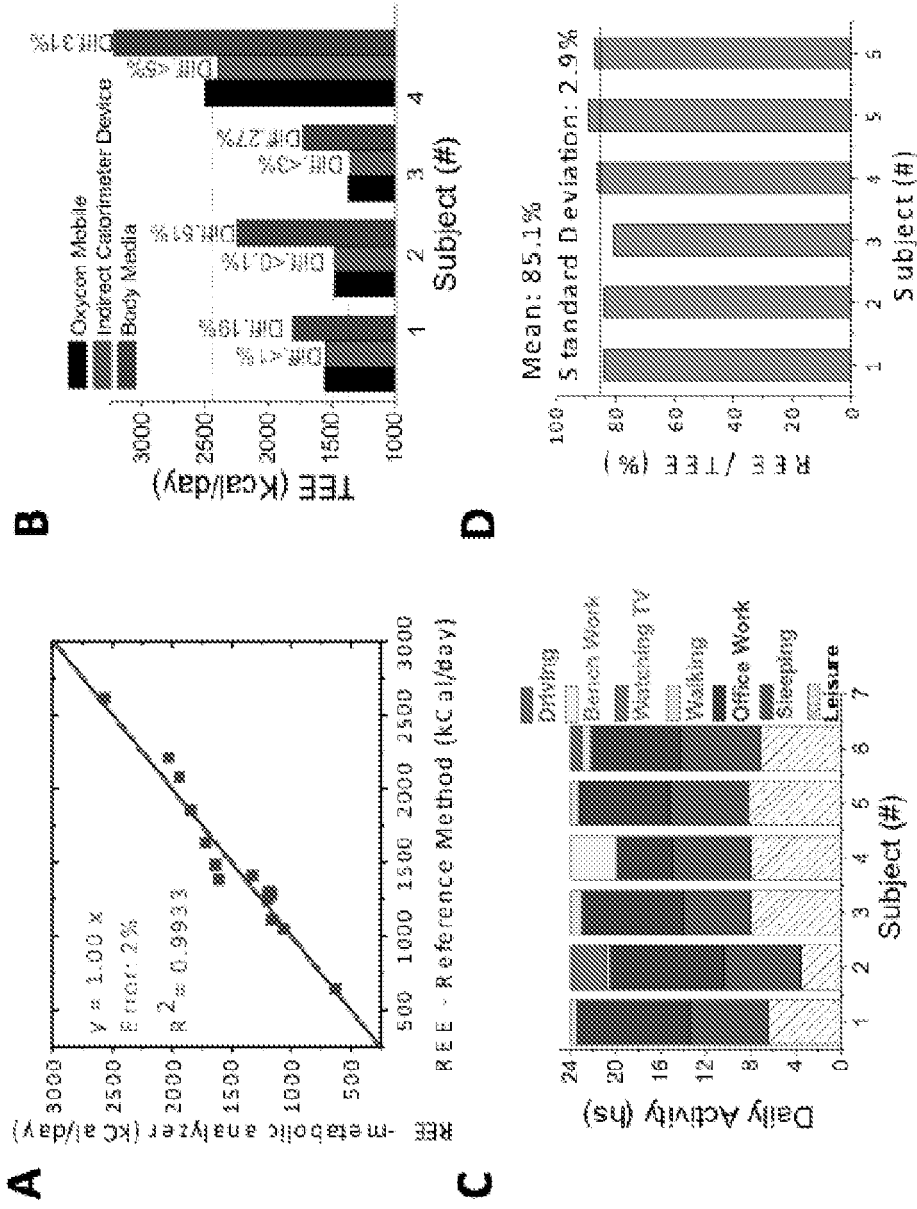 A
REE
-metabolic analyzer (kCal/day)
3000
2500
2000
1500
1000
500
y = 1.00 x
Error: 2%
R2 = 0.9933
500
1000
1500
2000
2500
3000
REE - Reference Method (kCal/day)
B
TEE (Kcal/day)
3000
2500
2000
1500
1000
Oxycon Mobile
Indirect Calorimeter Device
Body Media
Diff.<1%
Diff.19%
Diff.<0.1%
Diff.51%
Diff.<3%
Diff.27%
Diff.<5%
Diff.31%
1
2
3
4
Subject (#)
C
Daily Activity (hs)
24
20
16
12
8
4
0
1
2
3
4
5
6
7
Subject (#)
Driving
Bench Work
Watching TV
Walking
Office Work
Sleeping
Leisure
D
REE / TEE (%)
100
80
60
40
20
0
Mean: 85.1%
Standard Deviation: 2.9%
1
2
3
4
5
6
Subject (#)